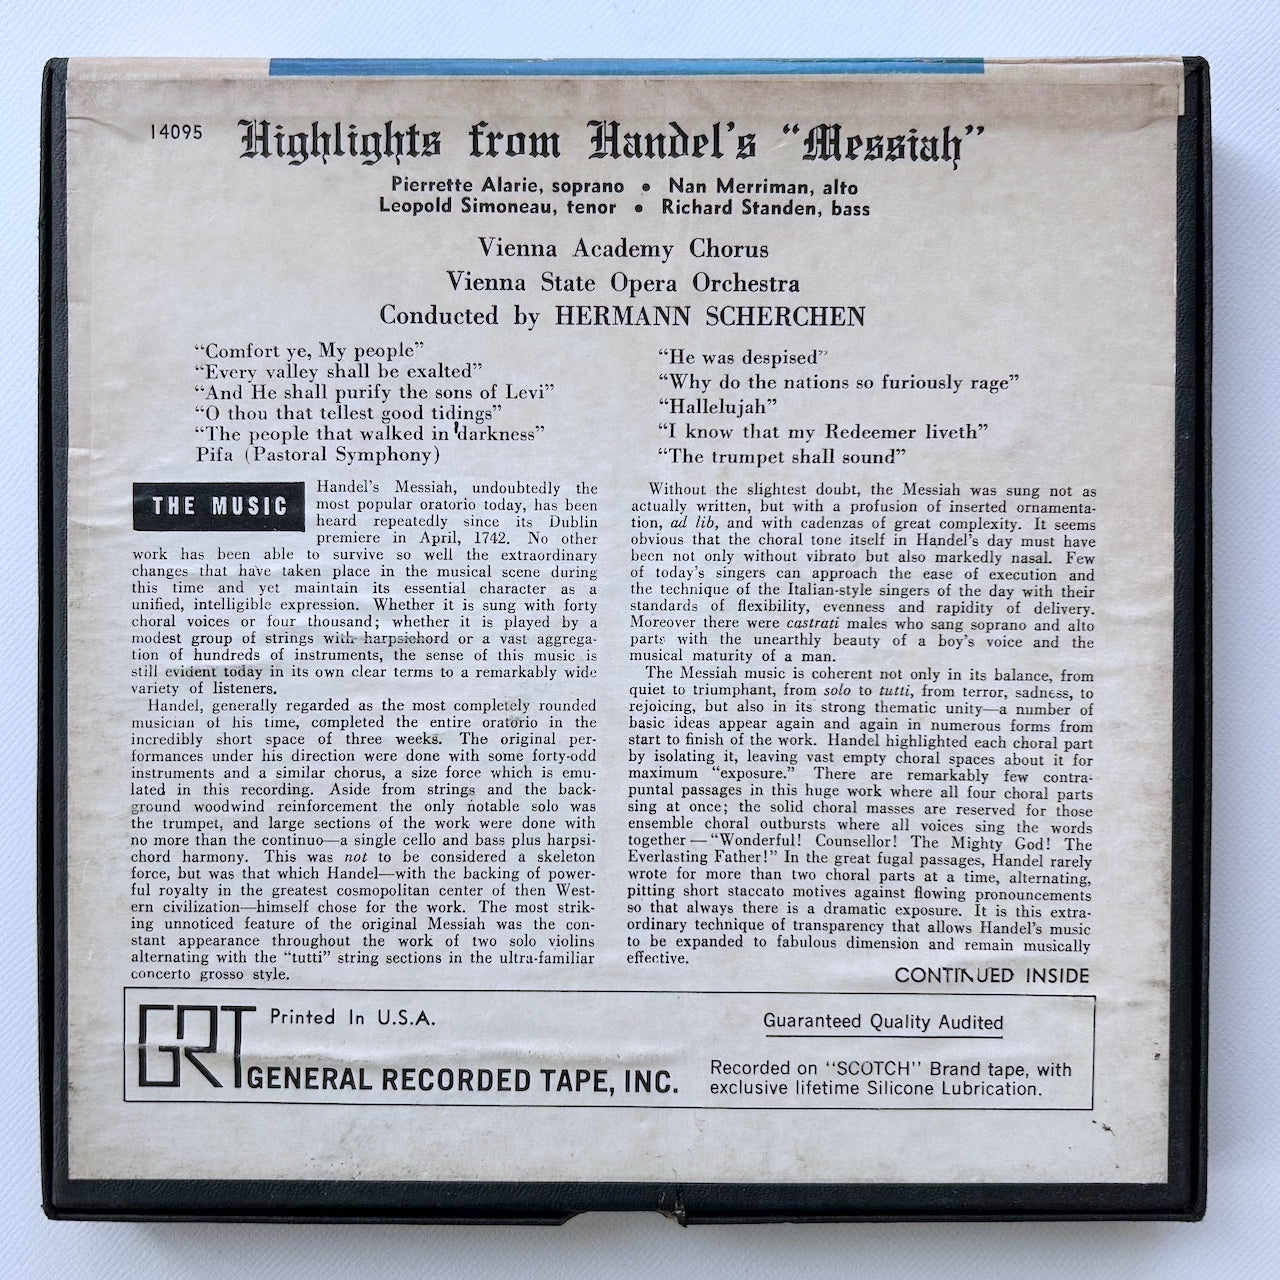 14095
Highlights from Handel's "Messiah"
Pierrette Alarie, soprano • Nan Merriman, alto
Leopold Simoneau, tenor • Richard Standen, bass
Vienna Academy Chorus
Vienna State Opera Orchestra
Conducted by HERMANN SCHERCHEN
"Comfort ye, My people"
"Every valley shall be exalted"
"And He shall purify the sons of Levi"
"O thou that tellest good tidings"
"The people that walked in darkness"
Pifa (Pastoral Symphony)
"He was despised"
"Why do the nations so furiously rage"
"Hallelujah"
"I know that my Redeemer liveth"
"The trumpet shall sound"
THE MUSIC
Handel's Messiah, undoubtedly the
most popular oratorio today, has been
heard repeatedly since its Dublin
premiere in April, 1742. No other
work has been able to survive so well the extraordinary
changes that have taken place in the musical scene during
this time and yet maintain its essential character as a
unified, intelligible expression. Whether it is sung with forty
choral voices or four thousand; whether it is played by a
modest group of strings with harpsichord or a vast aggrega-
tion of hundreds of instruments, the sense of this music is
still evident today in its own clear terms to a remarkably wide
variety of listeners.
Handel, generally regarded as the most completely rounded
musician of his time, completed the entire oratorio in the
incredibly short space of three weeks. The original per-
formances under his direction were done with some forty-odd
instruments and a similar chorus, a size force which is emu-
lated in this recording. Aside from strings and the back-
ground woodwind reinforcement the only notable solo was
the trumpet, and large sections of the work were done with
no more than the continuo—a single cello and bass plus harpsi-
chord harmony. This was not to be considered a skeleton
force, but was that which Handel—with the backing of power-
ful royalty in the greatest cosmopolitan center of then West-
ern civilization—himself chose for the work. The most strik-
ing unnoticed feature of the original Messiah was the con-
stant appearance throughout the work of two solo violins
alternating with the "tutti" string sections in the ultra-familiar
concerto grosso style.
Without the slightest doubt, the Messiah was sung not as
actually written, but with a profusion of inserted ornamenta-
tion, ad lib, and with cadenzas of great complexity. It seems
obvious that the choral tone itself in Handel's day must have
been not only without vibrato but also markedly nasal. Few
of today's singers can approach the ease of execution and
the technique of the Italian-style singers of the day with their
standards of flexibility, evenness and rapidity of delivery.
Moreover there were castrati males who sang soprano and alto
parts with the unearthly beauty of a boy's voice and the
musical maturity of a man.
The Messiah music is coherent not only in its balance, from
quiet to triumphant, from solo to tutti, from terror, sadness, to
rejoicing, but also in its strong thematic unity—a number of
basic ideas appear again and again in numerous forms from
start to finish of the work. Handel highlighted each choral part
by isolating it, leaving vast empty choral spaces about it for
maximum "exposure." There are remarkably few contra-
puntal passages in this huge work where all four choral parts
sing at once; the solid choral masses are reserved for those
ensemble choral outbursts where all voices sing the words
together—"Wonderful! Counsellor! The Mighty God! The
Everlasting Father!" In the great fugal passages, Handel rarely
wrote for more than two choral parts at a time, alternating,
pitting short staccato motives against flowing pronouncements
so that always there is a dramatic exposure. It is this extra-
ordinary technique of transparency that allows Handel's music
to be expanded to fabulous dimension and remain musically
effective.
CONTINUED INSIDE
GRT
Printed In U.S.A.
GENERAL RECORDED TAPE, INC.
Guaranteed Quality Audited
Recorded on "SCOTCH" Brand tape, with
exclusive lifetime Silicone Lubrication.